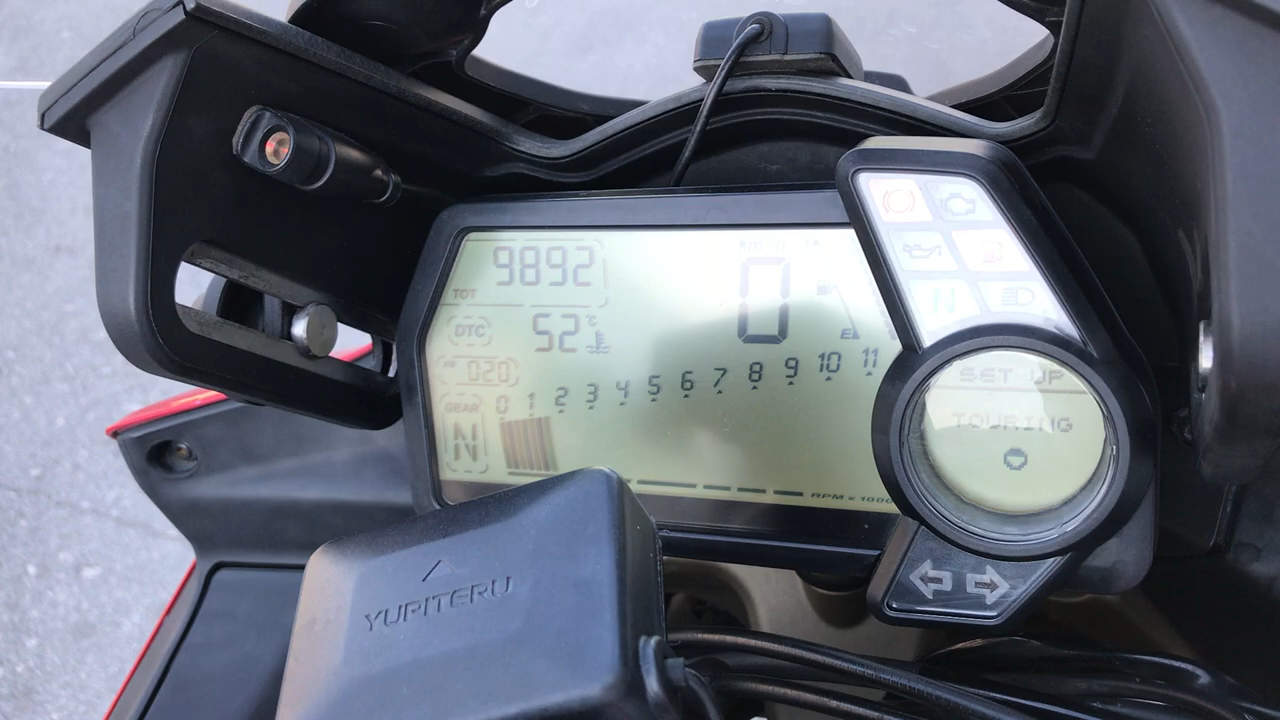 9892
TOT
Km/h
0
DTC
52 °C
020
E
GEAR
N
0 1 2 3 4 5 6 7 8 9 10 11
RPM x 1000
SET UP
TOURING
YUPITERU